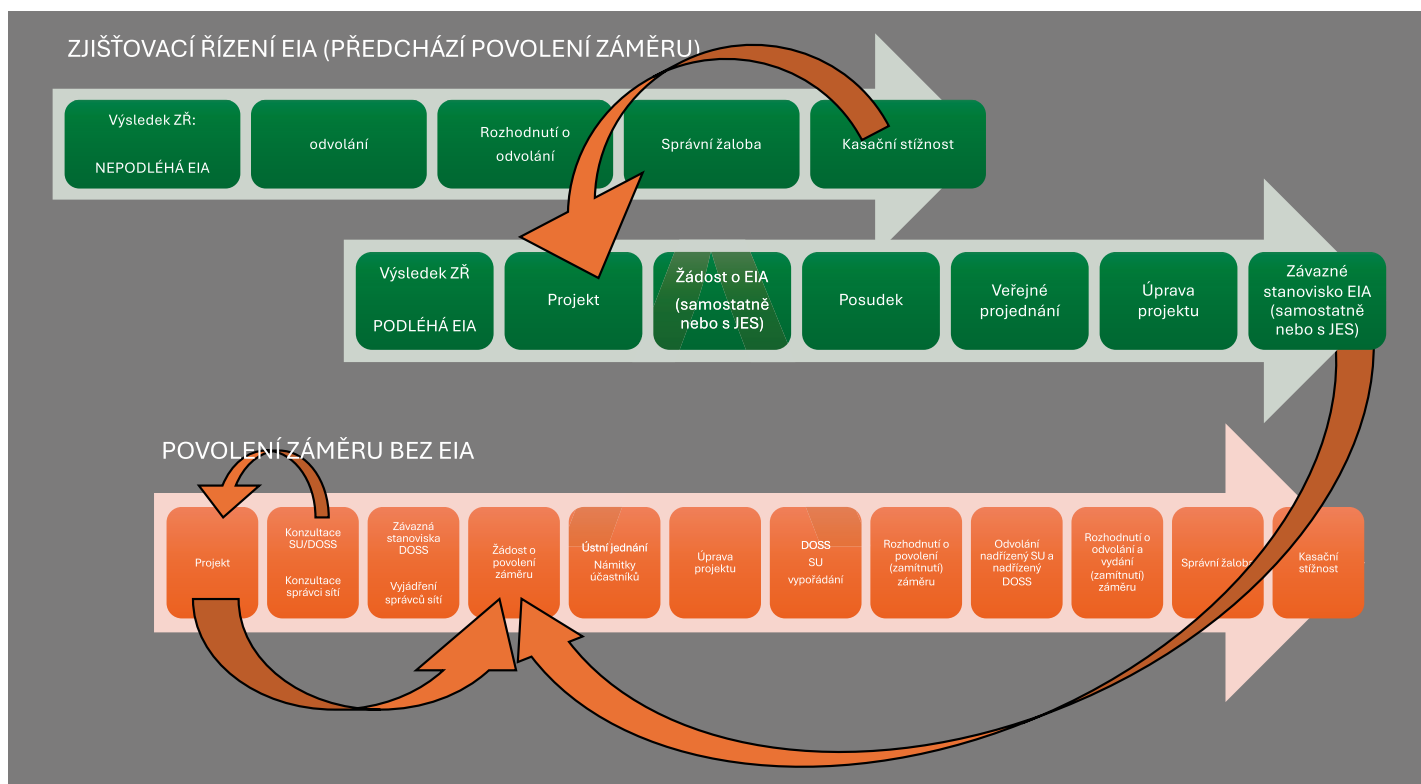 ZJIŠŤOVACÍ ŘÍZENÍ EIA (PŘEDCHÁZÍ POVOLENÍ ZÁMĚRU)
Výsledek ZŘ:
NEPODLÉHÁ EIA
odvolání
Rozhodnutí o
odvolání
Správní žaloba
Kasační stížnost
Výsledek ZŘ
PODLÉHÁ EIA
Projekt
Žádost o EIA
(samostatně
nebo s JES)
Posudek
Veřejné
projednání
Úprava
projektu
Závazné
stanovisko EIA
(samostatně
nebo s JES)
POVOLENÍ ZÁMĚRU BEZ EIA
Projekt
Konzultace
SU/DOSS
Konzultace
správci sítí
Závazná
stanoviska
DOSS
Vyjádření
správců sítí
Žádost o
povolení
záměru
Ústní jednání
Námitky
účastníků
Úprava
projektu
DOSS
SU
vypořádání
Rozhodnutí o
povolení
(zamítnutí)
záměru
Odvolání
nadřízený SU a
nadřízený
DOSS
Rozhodnutí o
odvolání a
vydání
(zamítnutí)
záměru
Správní žaloba
Kasační
stížnost